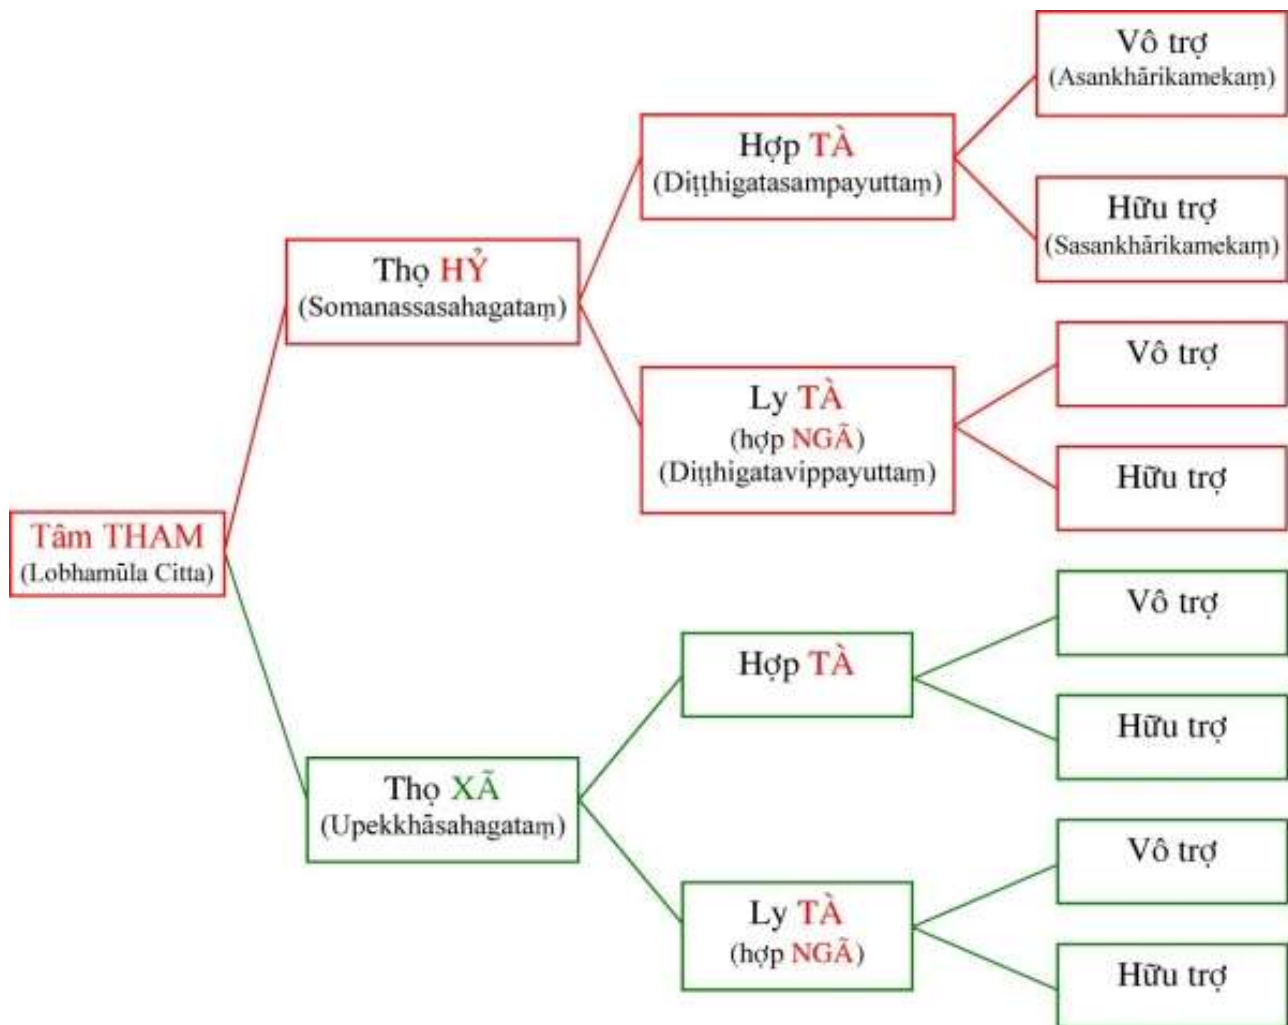 Tâm THAM
(Lobhamūla Citta)
Thọ HỶ
(Somanassasahagataṃ)
Hợp TÀ
(Diṭṭhigatasampayuttaṃ)
Vô trợ
(Asankhārikamekaṃ)
Hữu trợ
(Sasankhārikamekaṃ)
Ly TÀ
(hợp NGÃ)
(Diṭṭhigatavippayuttaṃ)
Vô trợ
Hữu trợ
Thọ XÃ
(Upekkhāsahagataṃ)
Hợp TÀ
Vô trợ
Hữu trợ
Ly TÀ
(hợp NGÃ)
Vô trợ
Hữu trợ